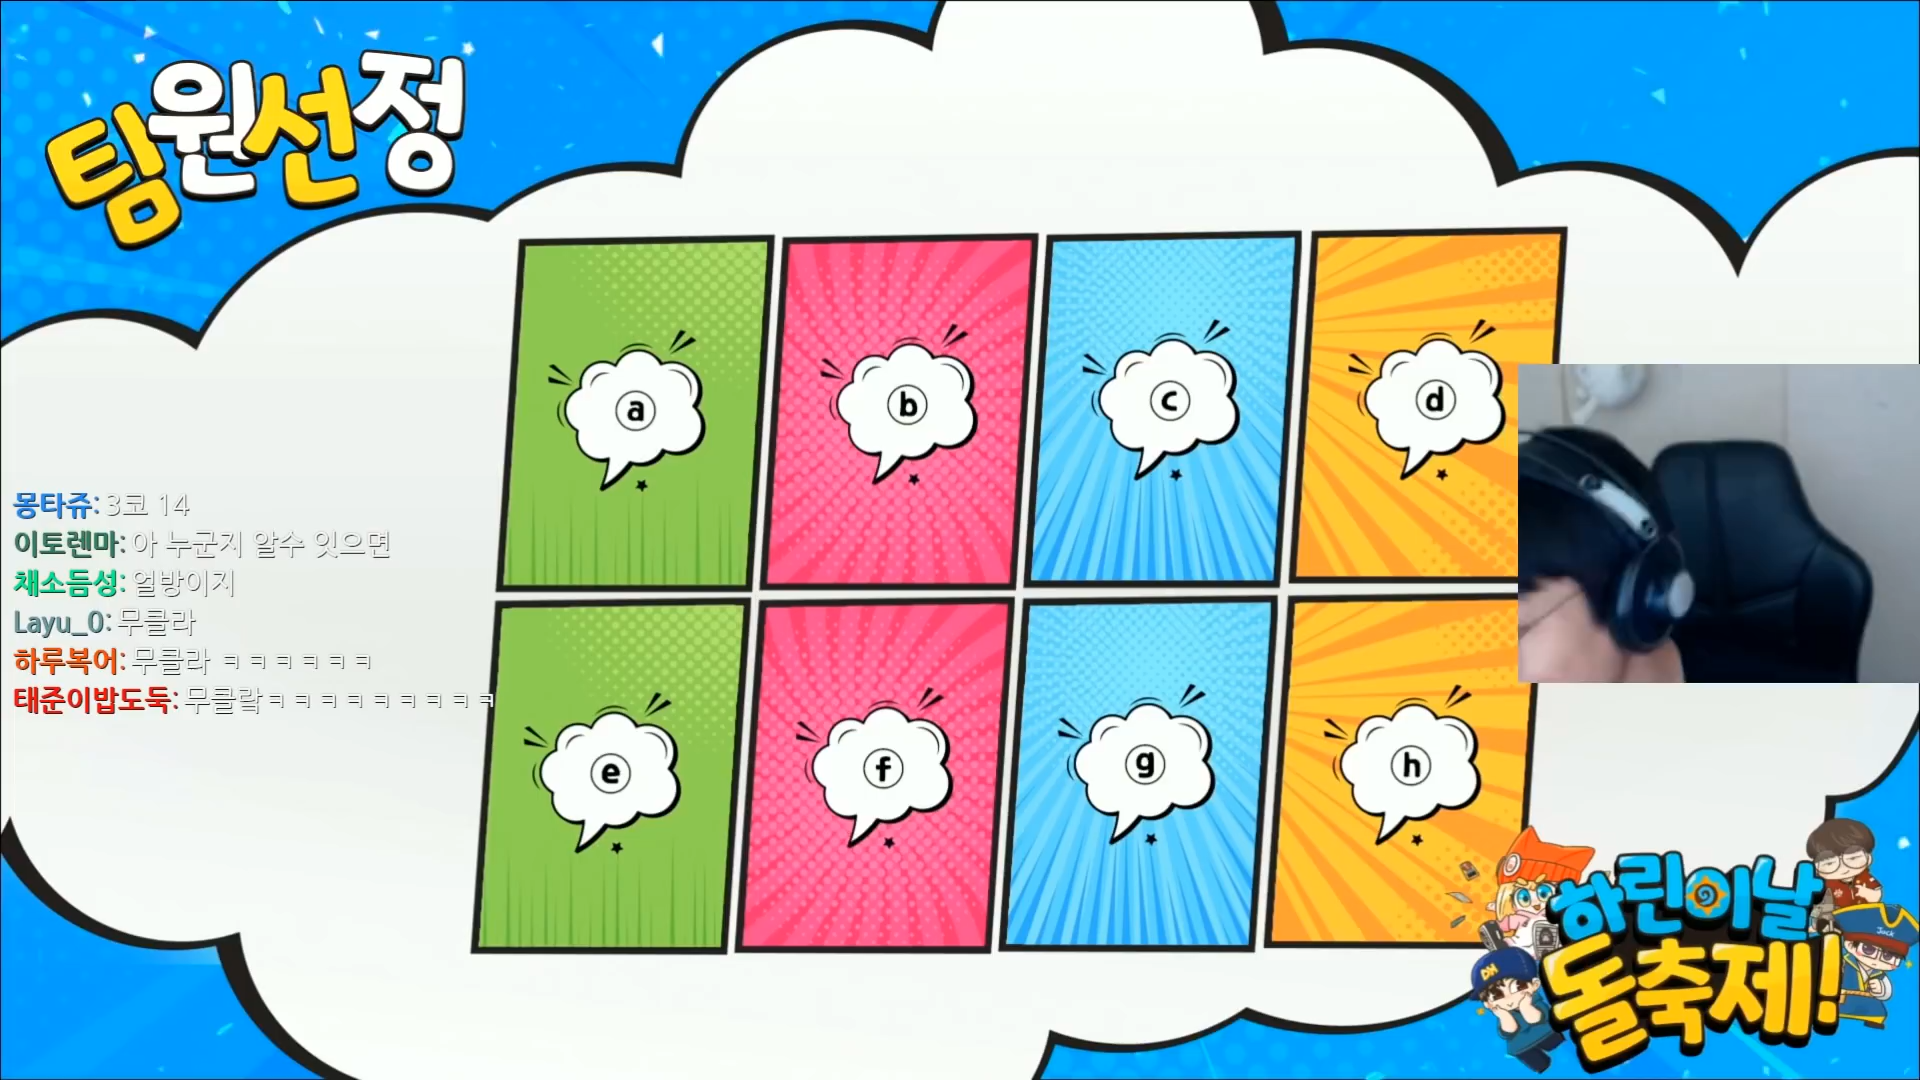 팀원선정
a
b
c
d
e
f
g
h
몽타쥬: 3코 14
이토렌마: 아 누군지 알수 잇으면
채소듬성: 얼방이지
Layu_0: 무클라
하루복어: 무클라 ㅋㅋㅋㅋㅋㅋ
태준이밥도둑: 무클랔ㅋㅋㅋㅋㅋㅋㅋㅋ
하린이날
돌축제!
DM
Jack